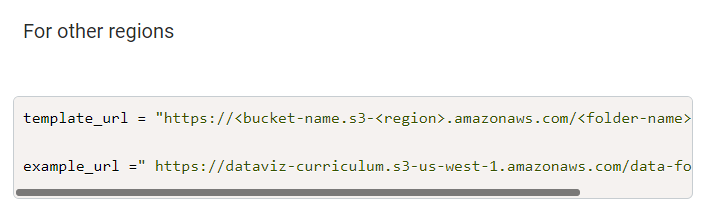 For other regions
template_url = "https://<bucket-name.s3-<region>.amazonaws.com/<folder-name>
example_url =" https://dataviz-curriculum.s3-us-west-1.amazonaws.com/data-fo